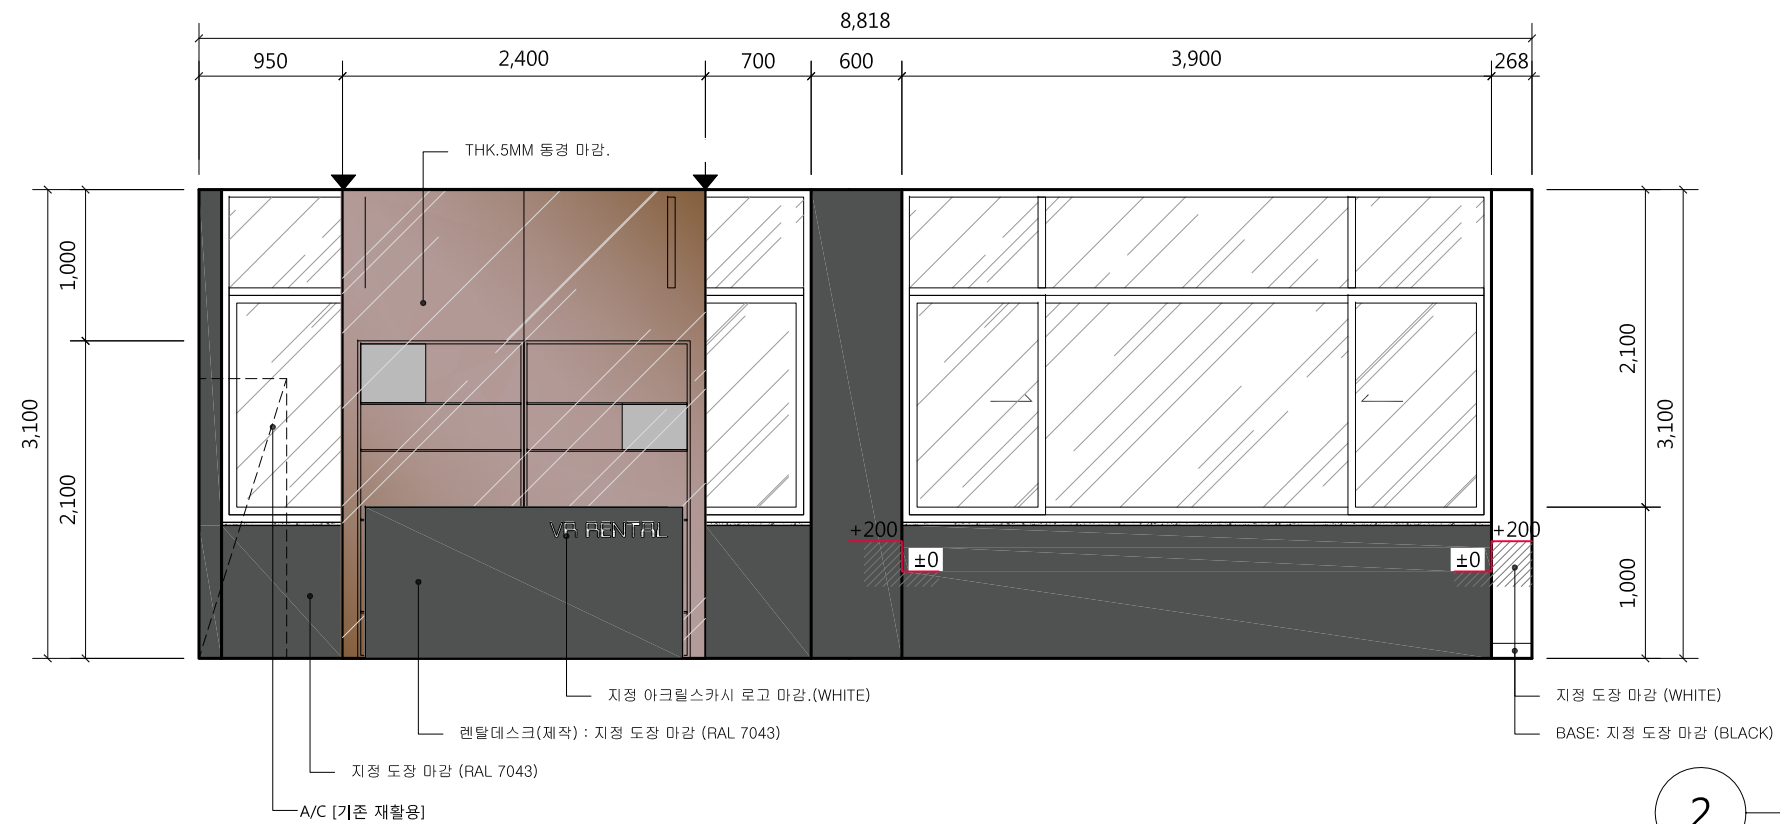 8,818
950
2,400
700
600
3,900
268
THK.5MM 동경 마감.
1,000
3,100
2,100
2,100
3,100
1,000
VR RENTAL
+200
±0
±0
+200
지정 아크릴스카시 로고 마감.(WHITE)
렌탈데스크(제작) : 지정 도장 마감 (RAL 7043)
지정 도장 마감 (RAL 7043)
A/C [기존 재활용]
지정 도장 마감 (WHITE)
BASE: 지정 도장 마감 (BLACK)
2